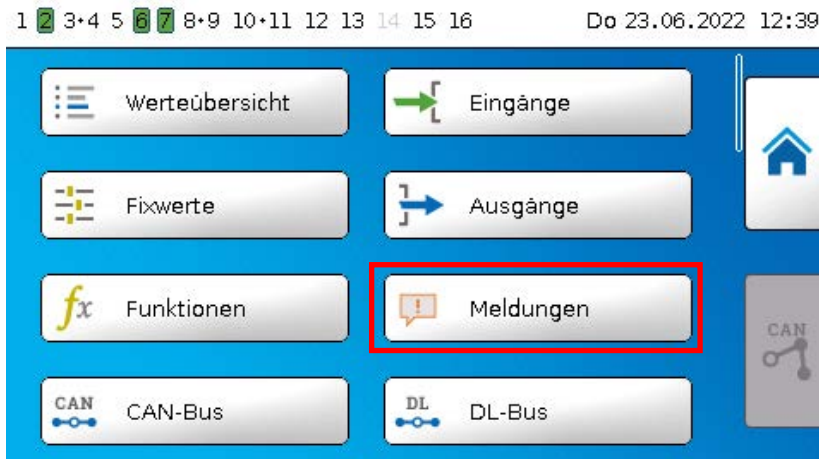 1 2 3+4 5 6 7 8+9 10+11 12 13 14 15 16 Do 23.06.2022 12:39
Werteübersicht Eingänge
Fixwerte Ausgänge
fx Funktionen ! Meldungen
CAN
CAN CAN-Bus DL DL-Bus